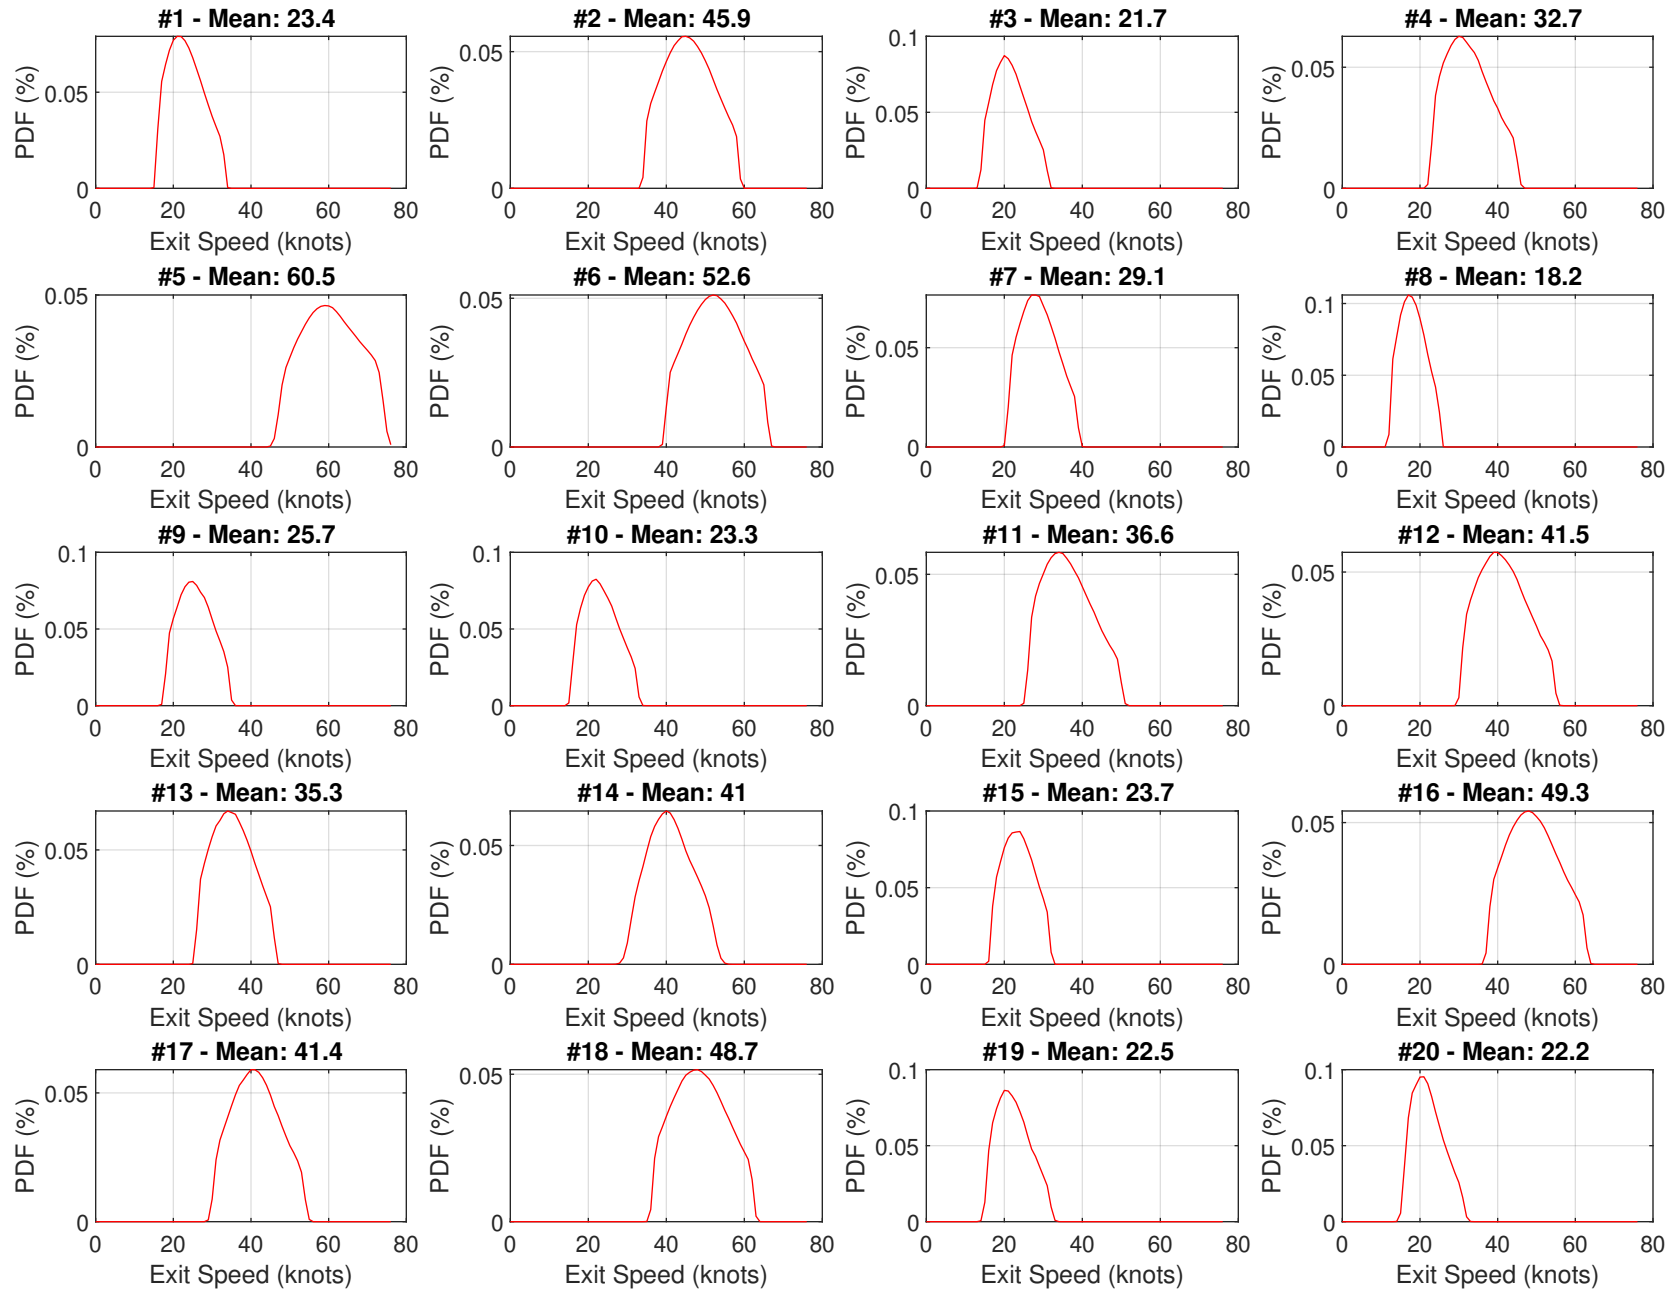 #1 - Mean: 23.4
PDF (%)
0.05
0
0 20 40 60 80
Exit Speed (knots)
#2 - Mean: 45.9
PDF (%)
0.05
0
0 20 40 60 80
Exit Speed (knots)
#3 - Mean: 21.7
PDF (%)
0.1
0.05
0
0 20 40 60 80
Exit Speed (knots)
#4 - Mean: 32.7
PDF (%)
0.05
0
0 20 40 60 80
Exit Speed (knots)
#5 - Mean: 60.5
PDF (%)
0.05
0
0 20 40 60 80
Exit Speed (knots)
#6 - Mean: 52.6
PDF (%)
0.05
0
0 20 40 60 80
Exit Speed (knots)
#7 - Mean: 29.1
PDF (%)
0.05
0
0 20 40 60 80
Exit Speed (knots)
#8 - Mean: 18.2
PDF (%)
0.1
0.05
0
0 20 40 60 80
Exit Speed (knots)
#9 - Mean: 25.7
PDF (%)
0.1
0.05
0
0 20 40 60 80
Exit Speed (knots)
#10 - Mean: 23.3
PDF (%)
0.1
0.05
0
0 20 40 60 80
Exit Speed (knots)
#11 - Mean: 36.6
PDF (%)
0.05
0
0 20 40 60 80
Exit Speed (knots)
#12 - Mean: 41.5
PDF (%)
0.05
0
0 20 40 60 80
Exit Speed (knots)
#13 - Mean: 35.3
PDF (%)
0.05
0
0 20 40 60 80
Exit Speed (knots)
#14 - Mean: 41
PDF (%)
0.05
0
0 20 40 60 80
Exit Speed (knots)
#15 - Mean: 23.7
PDF (%)
0.1
0.05
0
0 20 40 60 80
Exit Speed (knots)
#16 - Mean: 49.3
PDF (%)
0.05
0
0 20 40 60 80
Exit Speed (knots)
#17 - Mean: 41.4
PDF (%)
0.05
0
0 20 40 60 80
Exit Speed (knots)
#18 - Mean: 48.7
PDF (%)
0.05
0
0 20 40 60 80
Exit Speed (knots)
#19 - Mean: 22.5
PDF (%)
0.1
0.05
0
0 20 40 60 80
Exit Speed (knots)
#20 - Mean: 22.2
PDF (%)
0.1
0.05
0
0 20 40 60 80
Exit Speed (knots)